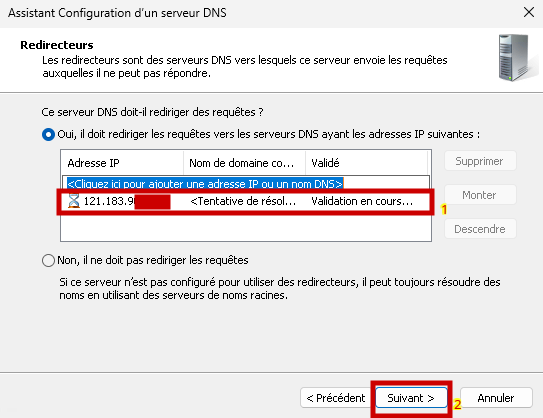 Assistant Configuration d'un serveur DNS
Redirecteurs
Les redirecteurs sont des serveurs DNS vers lesquels ce serveur envoie les requêtes
auxquelles il ne peut pas répondre.
Ce serveur DNS doit-il rediriger des requêtes ?
Oui, il doit rediriger les requêtes vers les serveurs DNS ayant les adresses IP suivantes :
Adresse IP Nom de domaine co... Validé
<Cliquez ici pour ajouter une adresse IP ou un nom DNS>
121.183.9 <Tentative de résol... Validation en cours...
1
Supprimer
Monter
Descendre
Non, il ne doit pas rediriger les requêtes
Si ce serveur n'est pas configuré pour utiliser des redirecteurs, il peut toujours résoudre des
noms en utilisant des serveurs de noms racines.
< Précédent Suivant > 2 Annuler